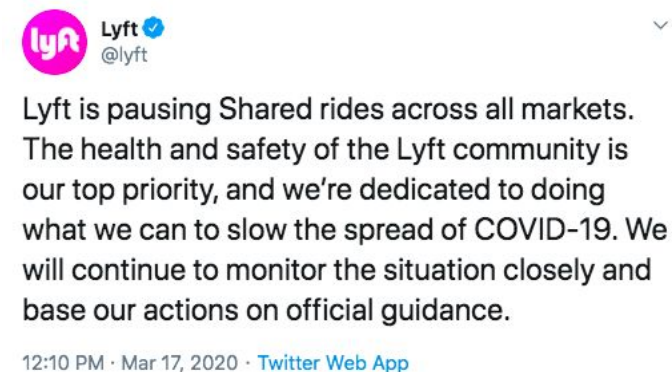 lyft
Lyft
@lyft
Lyft is pausing Shared rides across all markets.
The health and safety of the Lyft community is
our top priority, and we’re dedicated to doing
what we can to slow the spread of COVID-19. We
will continue to monitor the situation closely and
base our actions on official guidance.
12:10 PM · Mar 17, 2020 · Twitter Web App